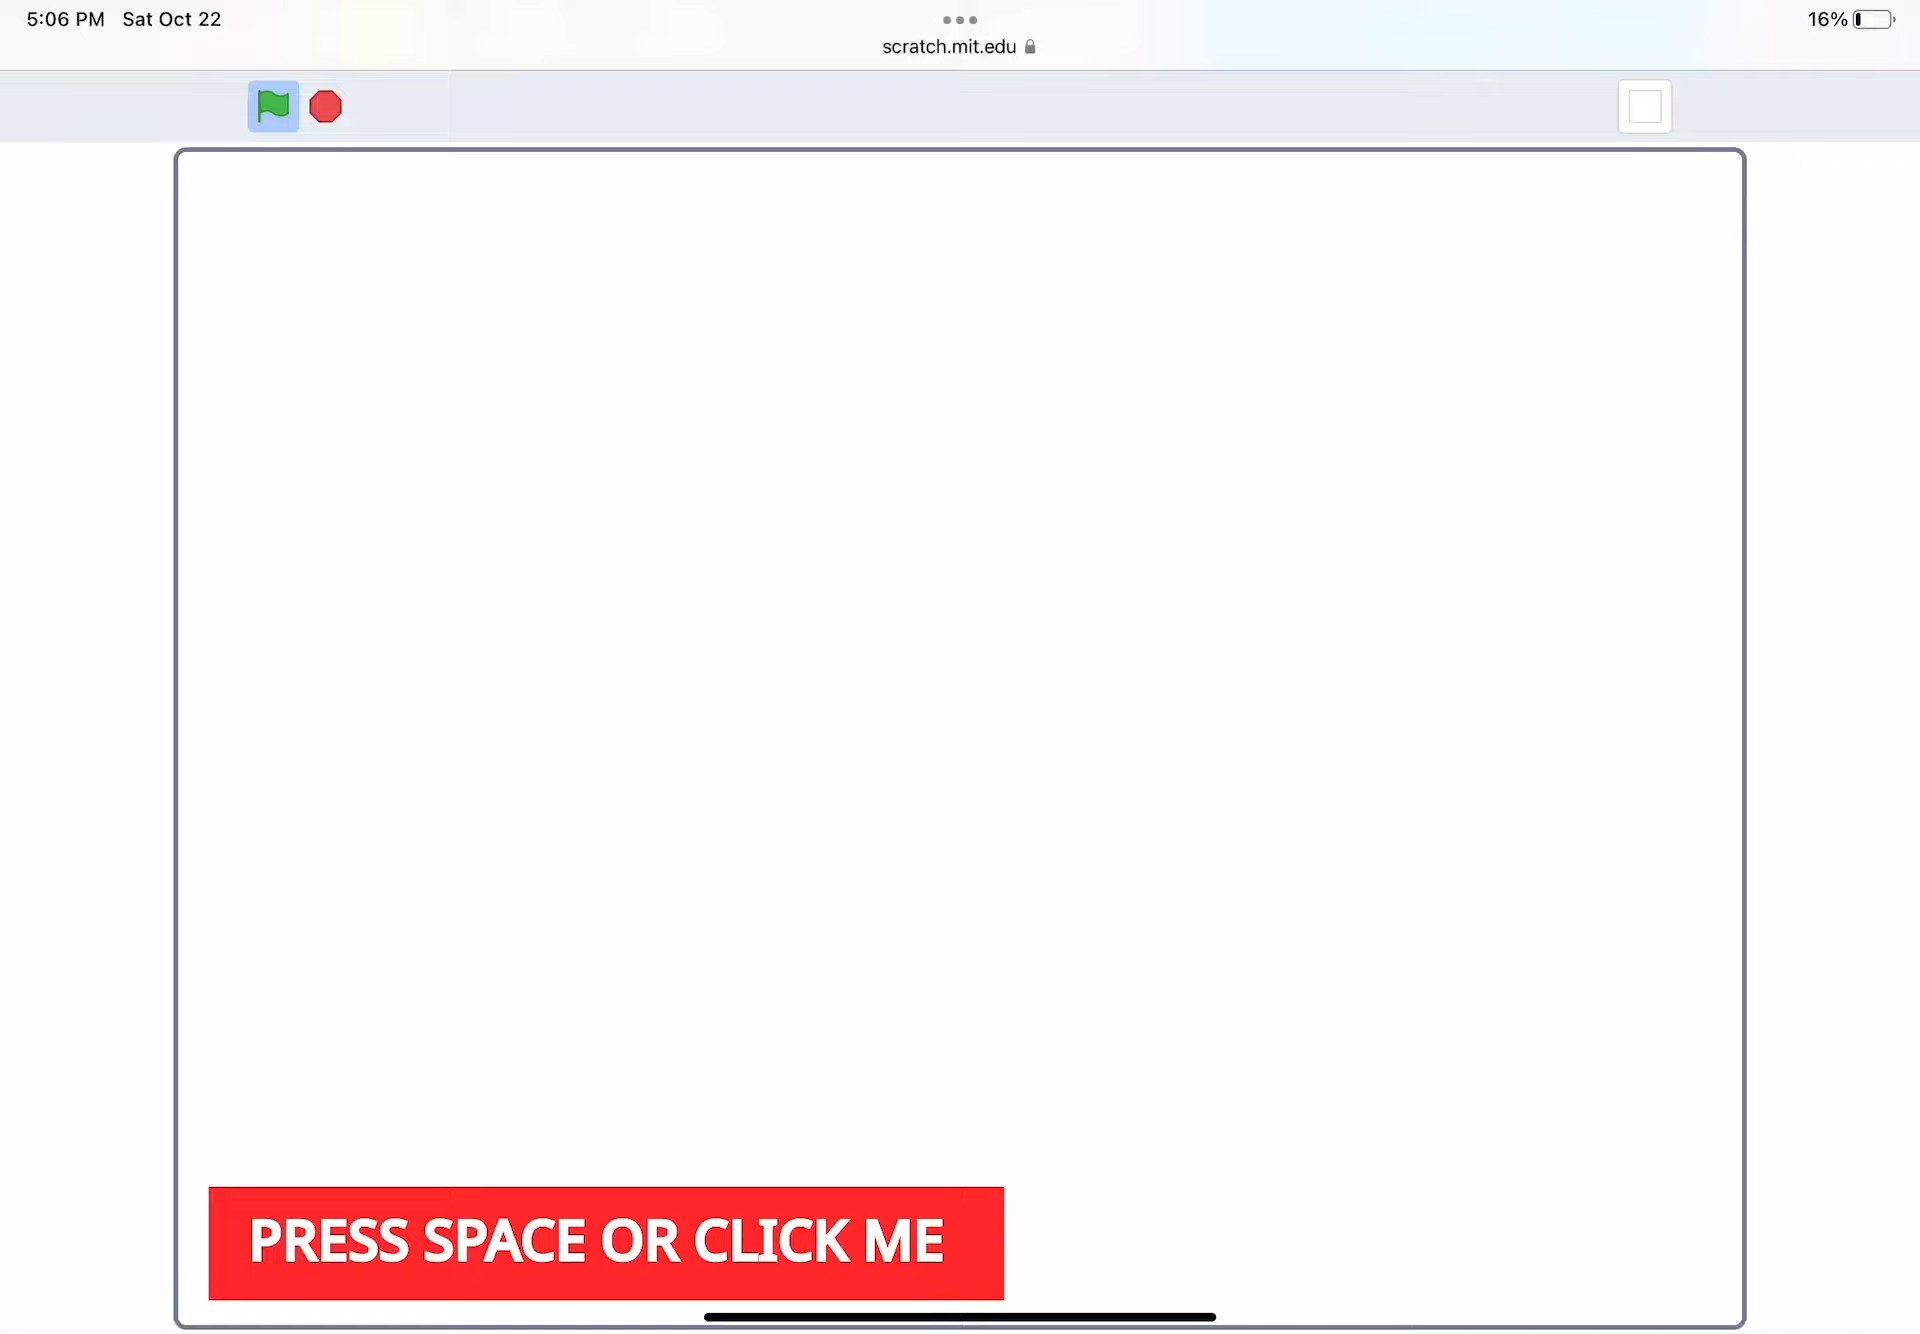 5:06 PM Sat Oct 22
16%
scratch.mit.edu
PRESS SPACE OR CLICK ME